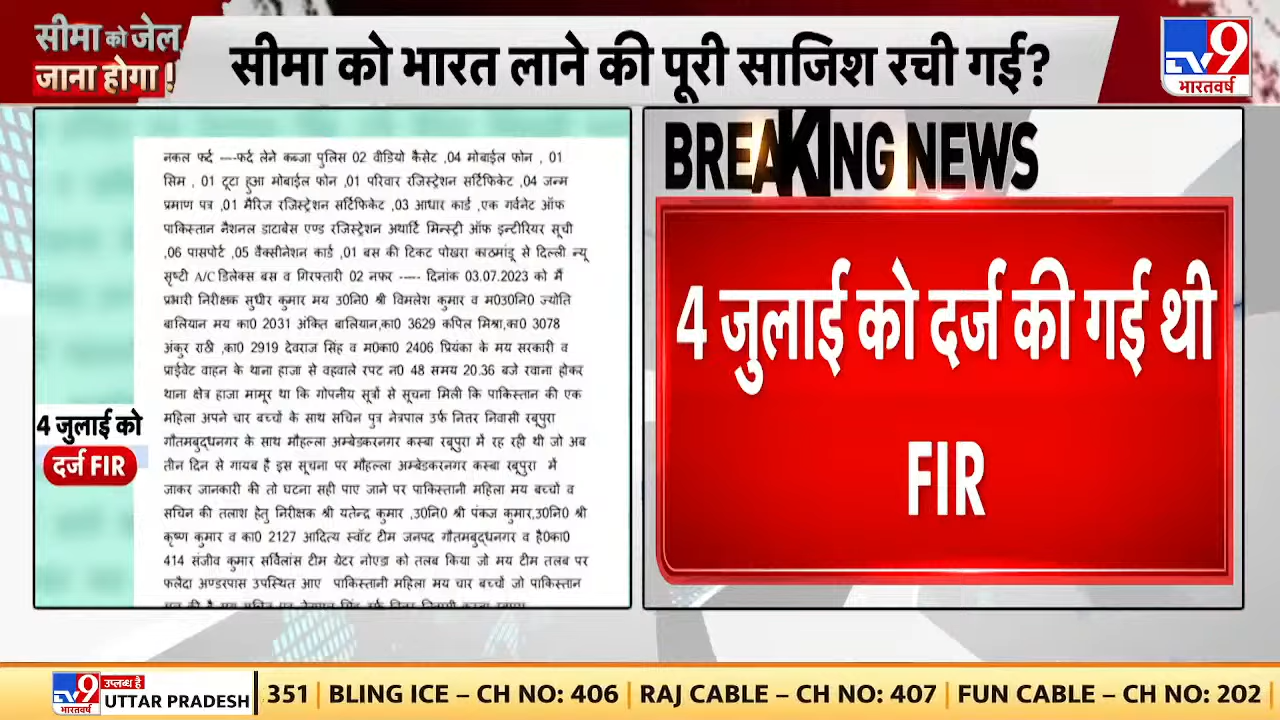 सीमा को जेल
जाना होगा !
सीमा को भारत लाने की पूरी साजिश रची गई?
TV9
भारतवर्ष
नकल फर्द ----फर्द लेने कब्जा पुलिस 02 वीडियो कैसेट ,04 मोबाईल फोन , 01
सिम , 01 टूटा हुआ मोबाईल फोन ,01 परिवार रजिस्ट्रेशन सर्टिफिकेट ,04 जन्म
प्रमाण पत्र ,01 मैरिज रजिस्ट्रेशन सर्टिफिकेट ,03 आधार कार्ड ,एक गर्वनेट ऑफ
पाकिस्तान नैशनल डाटाबेस एण्ड रजिस्ट्रेशन अथार्टि मिन्स्ट्री ऑफ इन्टीरियर सूची
,06 पासपोर्ट ,05 वैक्सीनेशन कार्ड ,01 बस की टिकट पोखरा काठमांडू से दिल्ली न्यू
सृष्टी A/C डिलेक्स बस व गिरफ्तारी 02 नफर ----- दिनांक 03.07.2023 को मैं
प्रभारी निरीक्षक सुधीर कुमार मय उ0नि0 श्री विमलेश कुमार व म0उ0नि0 ज्योति
बालियान मय का0 2031 अंकित बालियान,का0 3629 कपिल मिश्रा,का0 3078
अंकुर राठी ,का0 2919 देवराज सिंह व म0का0 2406 प्रियंका के मय सरकारी व
प्राईवेट वाहन के थाना हाजा से वहवाले रपट न0 48 समय 20.36 बजे रवाना होकर
थाना क्षेत्र हाजा मामूर था कि गोपनीय सूत्रों से सूचना मिली कि पाकिस्तान की एक
महिला अपने चार बच्चों के साथ सचिन पुत्र नेत्रपाल उर्फ नित्तर निवासी रबूपुरा
गौतमबुद्धनगर के साथ मौहल्ला अम्बेडकरनगर कस्बा रबूपुरा में रह रही थी जो अब
तीन दिन से गायब है इस सूचना पर मौहल्ला अम्बेडकरनगर कस्बा रबूपुरा में
जाकर जानकारी की तो घटना सही पाए जाने पर पाकिस्तानी महिला मय बच्चों व
सचिन की तलाश हेतु निरीक्षक श्री यतेन्द्र कुमार ,उ0नि0 श्री पंकज कुमार,उ0नि0 श्री
कृष्ण कुमार व का0 2127 आदित्य स्वॉट टीम जनपद गौतमबुद्धनगर व है0का0
414 संजीव कुमार सर्विलांस टीम ग्रेटर नोएडा को तलब किया जो मय टीम तलब पर
फलैदा अण्डरपास उपस्थित आए पाकिस्तानी महिला मय चार बच्चों जो पाकिस्तान
4 जुलाई को
दर्ज FIR
BREAKING NEWS
4 जुलाई को दर्ज की गई थी
FIR
TV9
भारतवर्ष
उपलब्ध है
UTTAR PRADESH
351 | BLING ICE – CH NO: 406 | RAJ CABLE – CH NO: 407 | FUN CABLE – CH NO: 202 |